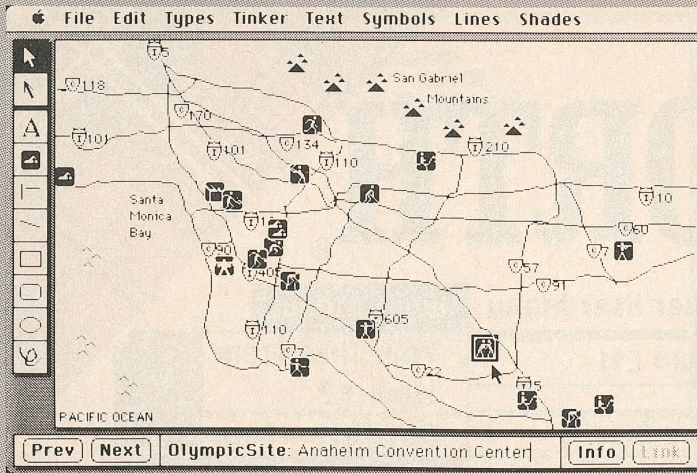 File Edit Types Tinker Text Symbols Lines Shades
5
118
170
101
101
134
110
210
San Gabriel
Mountains
A
Santa
Monica
Bay
10
60
57
91
90
405
110
605
22
5
PACIFIC OCEAN
Prev Next OlympicSite: Anaheim Convention Center Info Link